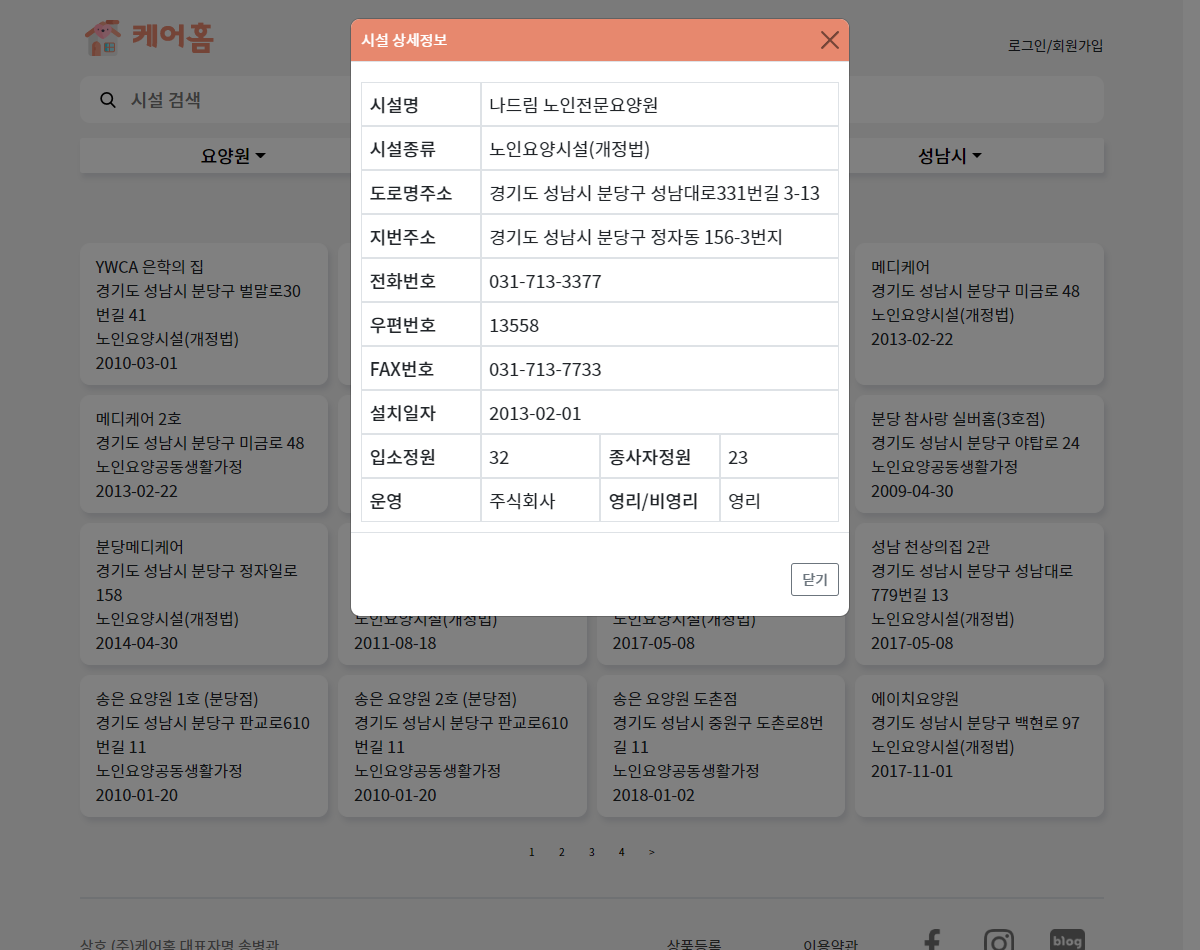 케어홈
로그인/회원가입
시설 검색
요양원
성남시
시설 상세정보
시설명 나드림 노인전문요양원
시설종류 노인요양시설(개정법)
도로명주소 경기도 성남시 분당구 성남대로331번길 3-13
지번주소 경기도 성남시 분당구 정자동 156-3번지
전화번호 031-713-3377
우편번호 13558
FAX번호 031-713-7733
설치일자 2013-02-01
입소정원 32 종사자정원 23
운영 주식회사 영리/비영리 영리
닫기
YWCA 은학의 집
경기도 성남시 분당구 벌말로30
번길 41
노인요양시설(개정법)
2010-03-01
메디케어
경기도 성남시 분당구 미금로 48
노인요양시설(개정법)
2013-02-22
메디케어 2호
경기도 성남시 분당구 미금로 48
노인요양공동생활가정
2013-02-22
분당 참사랑 실버홈(3호점)
경기도 성남시 분당구 야탑로 24
노인요양공동생활가정
2009-04-30
분당메디케어
경기도 성남시 분당구 정자일로
158
노인요양시설(개정법)
2014-04-30
노인요양시설(개정법)
2011-08-18
노인요양시설(개정법)
2017-05-08
성남 천상의집 2관
경기도 성남시 분당구 성남대로
779번길 13
노인요양시설(개정법)
2017-05-08
송은 요양원 1호 (분당점)
경기도 성남시 분당구 판교로610
번길 11
노인요양공동생활가정
2010-01-20
송은 요양원 2호 (분당점)
경기도 성남시 분당구 판교로610
번길 11
노인요양공동생활가정
2010-01-20
송은 요양원 도촌점
경기도 성남시 중원구 도촌로8번
길 11
노인요양공동생활가정
2018-01-02
에이치요양원
경기도 성남시 분당구 백현로 97
노인요양시설(개정법)
2017-11-01
1 2 3 4 >
상호 (주)케어홈 대표자명 송병관
상품등록
이용약관
blog